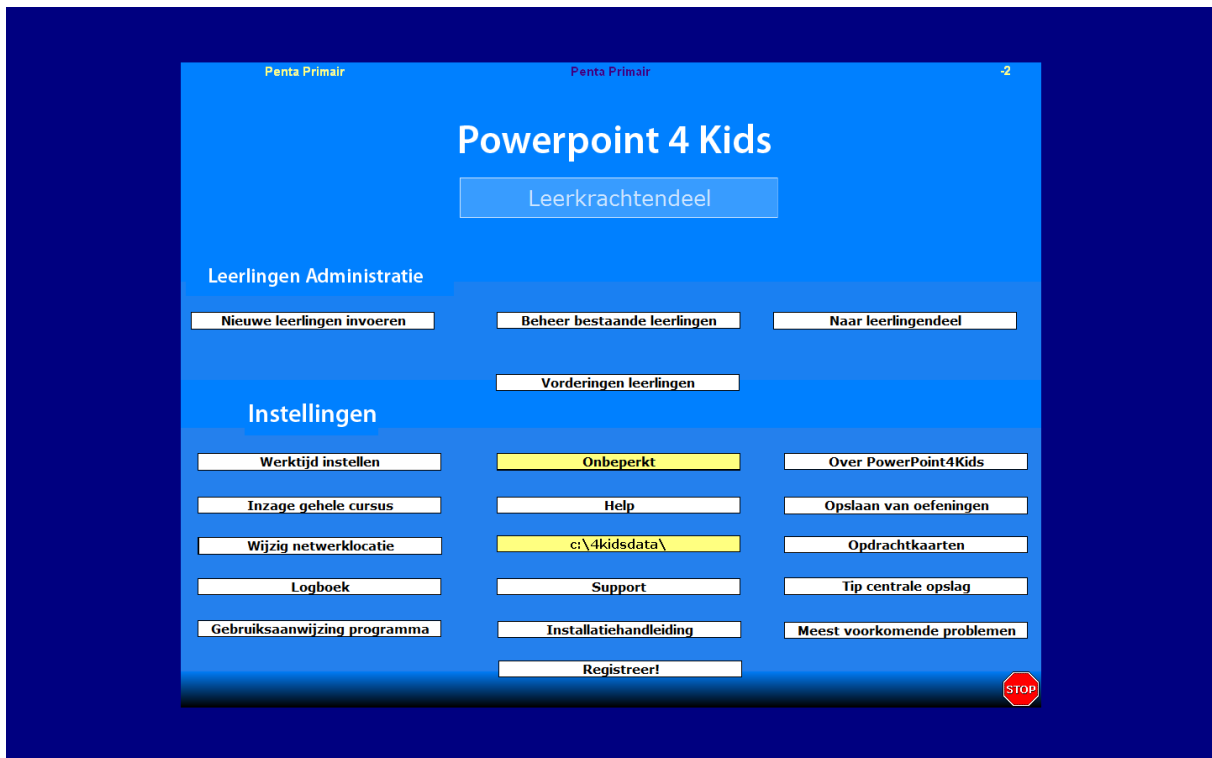 Penta Primair Penta Primair -2
Powerpoint 4 Kids
Leerkrachtendeel
Leerlingen Administratie
Nieuwe leerlingen invoeren Beheer bestaande leerlingen Naar leerlingendeel
Vorderingen leerlingen
Instellingen
Werktijd instellen Onbeperkt Over PowerPoint4Kids
Inzage gehele cursus Help Opslaan van oefeningen
Wijzig netwerklocatie c:\4kidsdata\ Opdrachtkaarten
Logboek Support Tip centrale opslag
Gebruiksaanwijzing programma Installatiehandleiding Meest voorkomende problemen
Registreer!
STOP